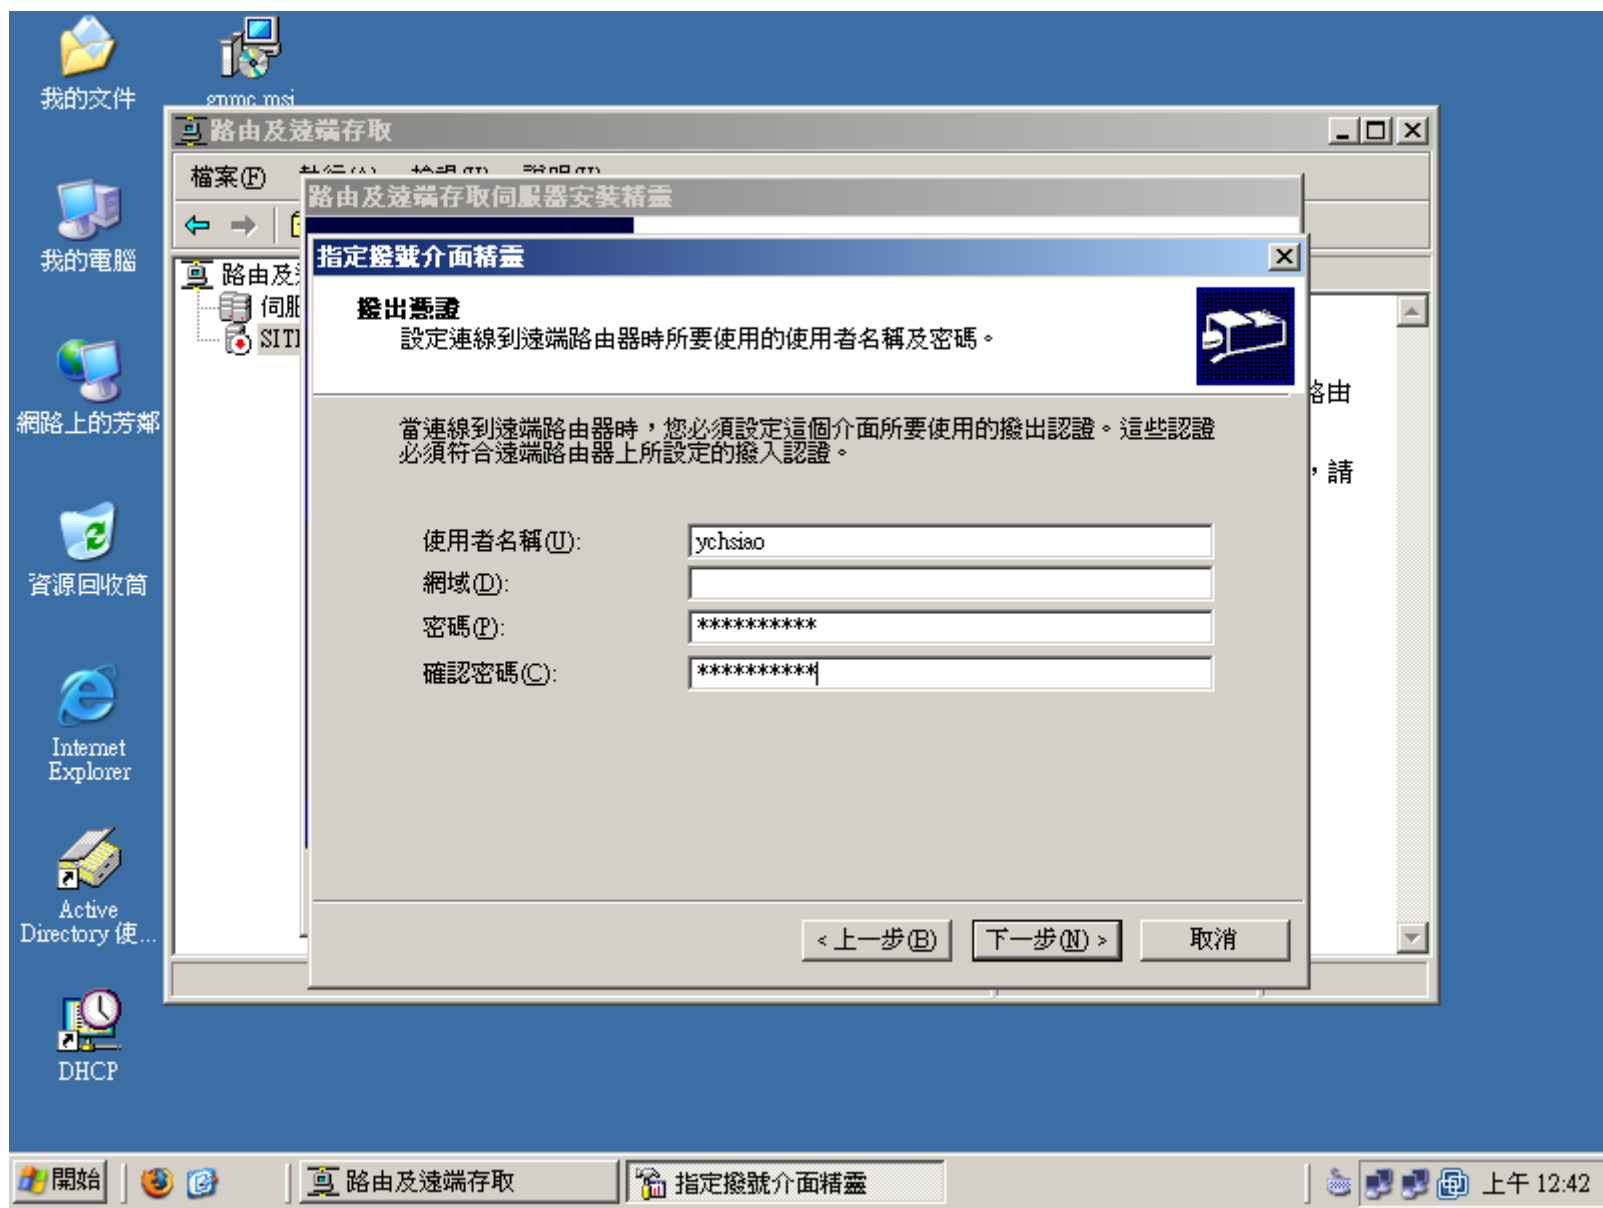 我的文件
gpmc.msi
我的電腦
網路上的芳鄰
資源回收筒
Internet
Explorer
Active
Directory 使...
DHCP
路由及遠端存取
檔案(F)
路由及遠端存取伺服器安裝精靈
路由及
伺服
SITE
路由
，請
指定撥號介面精靈
撥出憑證
設定連線到遠端路由器時所要使用的使用者名稱及密碼。
當連線到遠端路由器時，您必須設定這個介面所要使用的撥出認證。這些認證
必須符合遠端路由器上所設定的撥入認證。
使用者名稱(U): ychsiao
網域(D):
密碼(P): **********
確認密碼(C): **********
<上一步(B) 下一步(N)> 取消
開始 路由及遠端存取 指定撥號介面精靈 上午 12:42